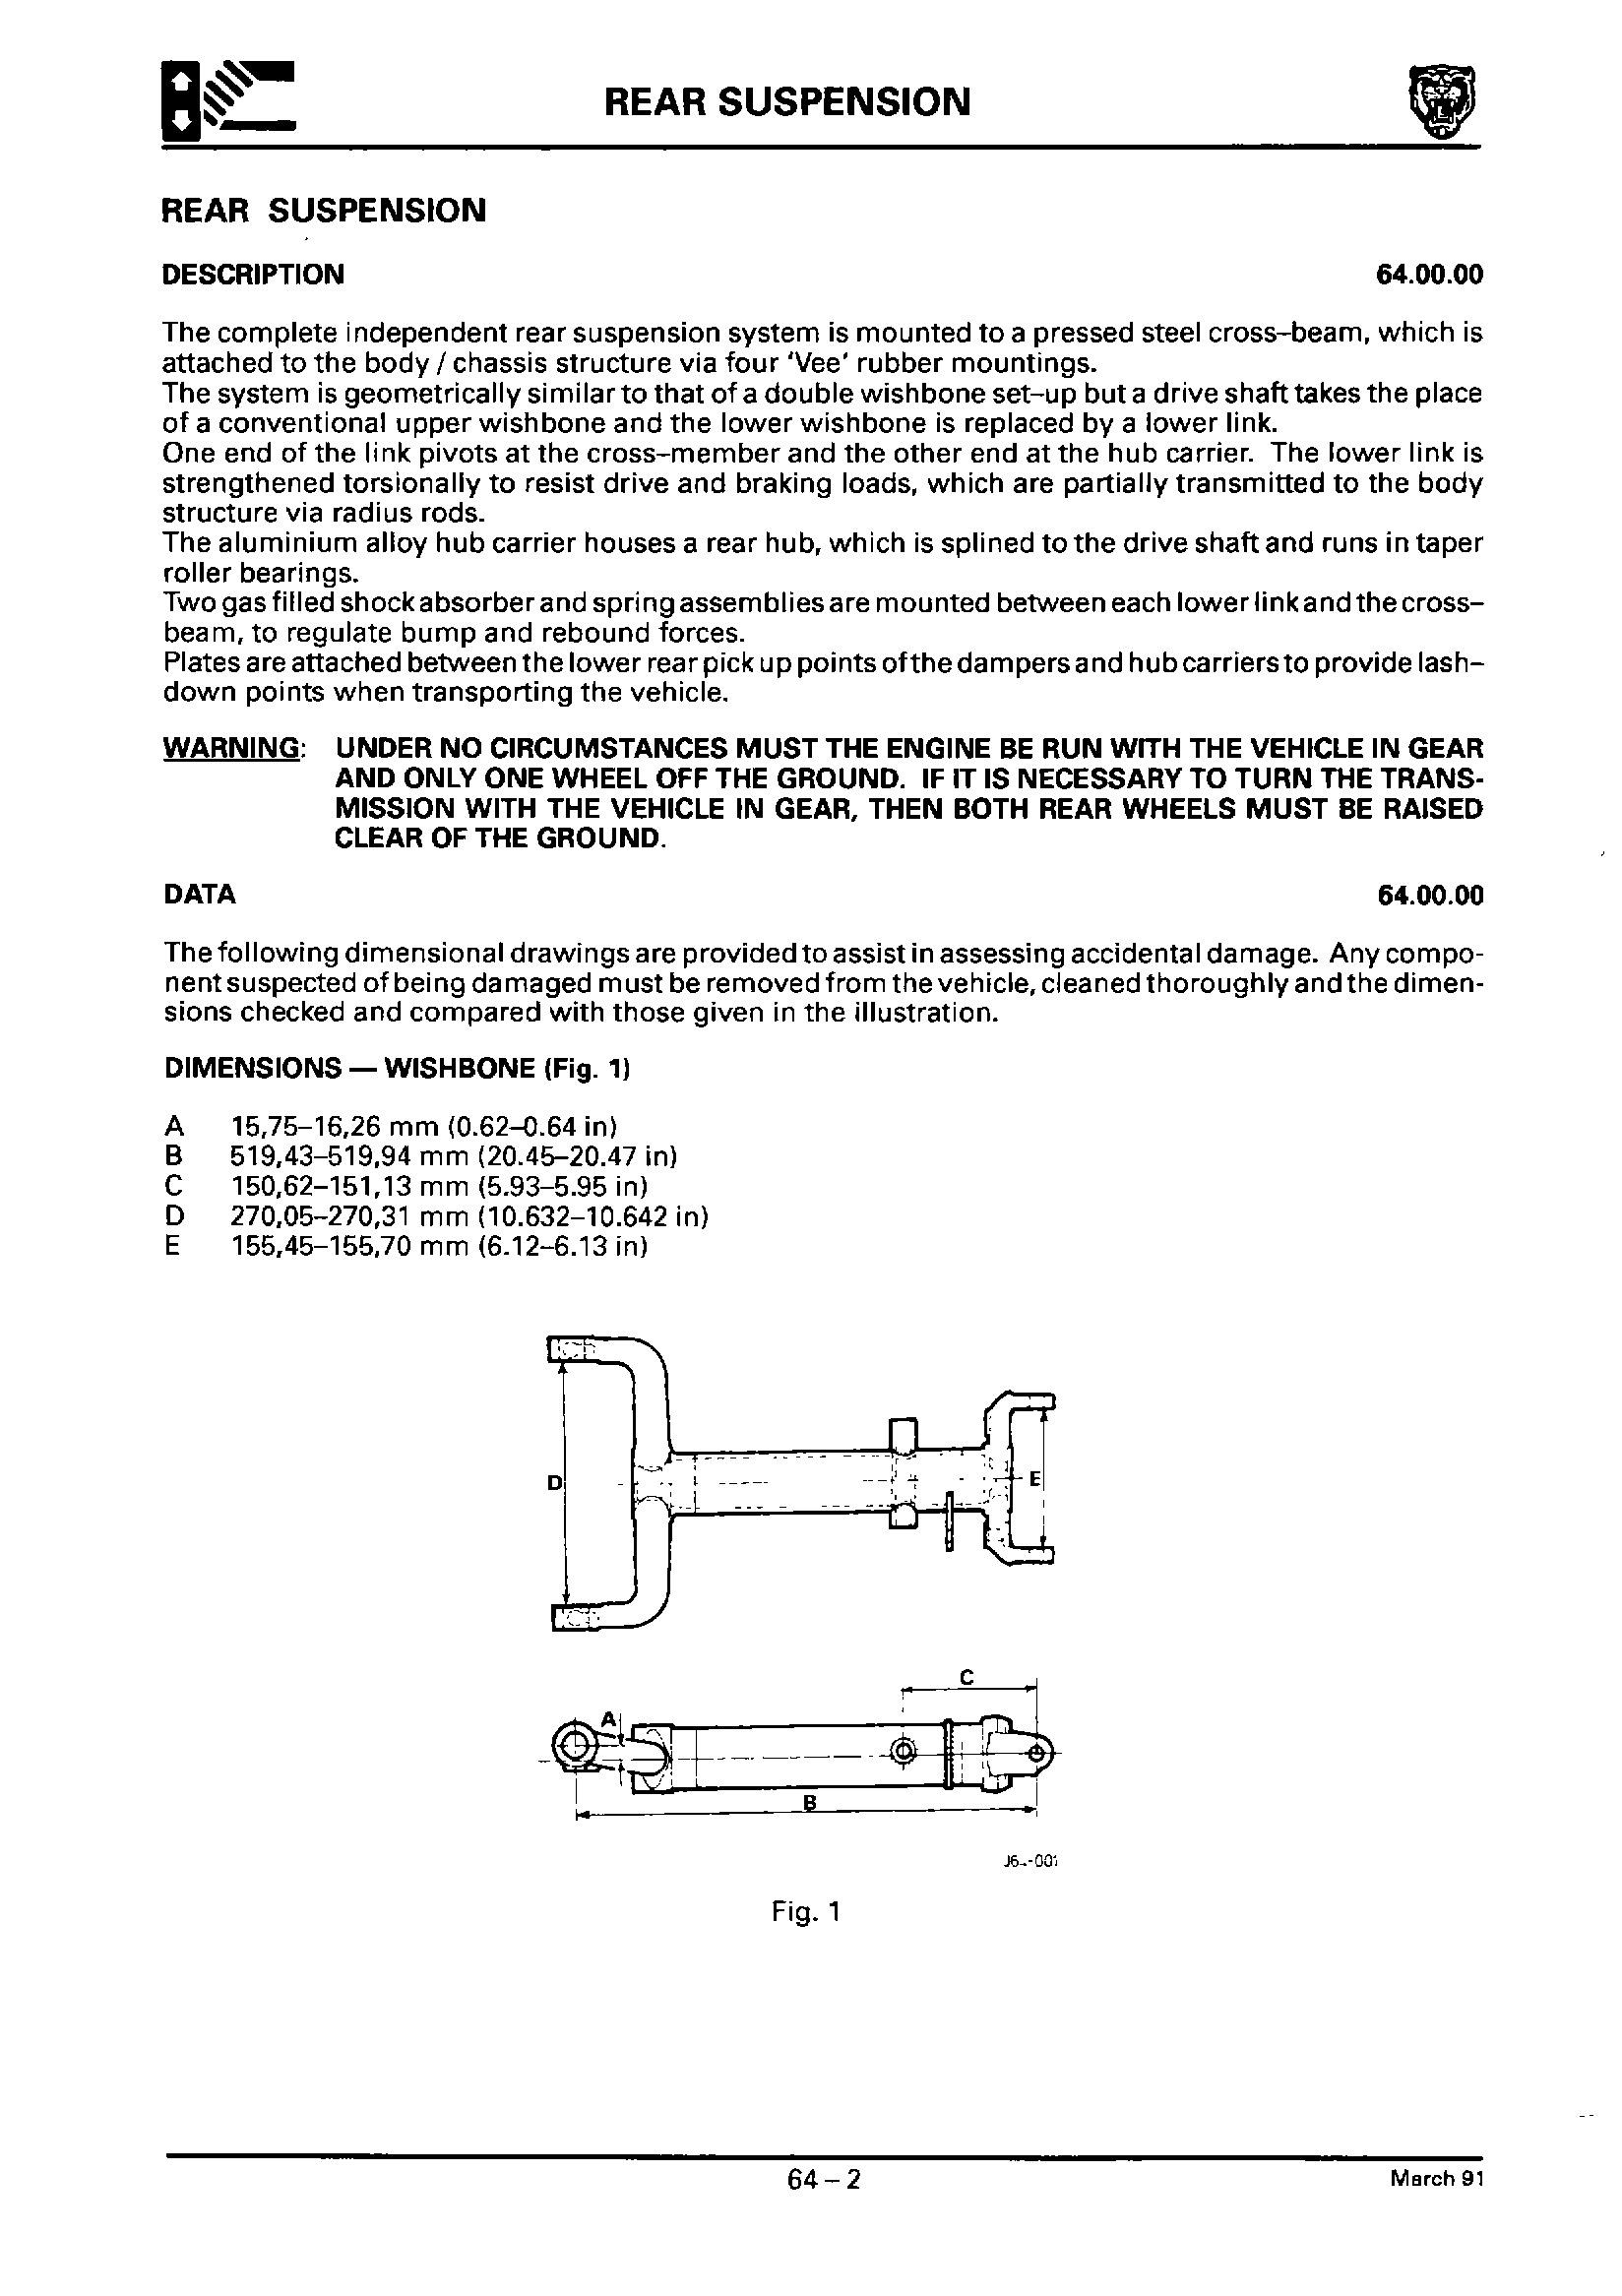 REAR SUSPENSION
REAR SUSPENSION
DESCRIPTION 64.00.00
The complete independent rear suspension system is mounted to a pressed steel cross–beam, which is
attached to the body / chassis structure via four 'Vee' rubber mountings.
The system is geometrically similar to that of a double wishbone set–up but a drive shaft takes the place
of a conventional upper wishbone and the lower wishbone is replaced by a lower link.
One end of the link pivots at the cross–member and the other end at the hub carrier. The lower link is
strengthened torsionally to resist drive and braking loads, which are partially transmitted to the body
structure via radius rods.
The aluminium alloy hub carrier houses a rear hub, which is splined to the drive shaft and runs in taper
roller bearings.
Two gas filled shock absorber and spring assemblies are mounted between each lower link and the cross–
beam, to regulate bump and rebound forces.
Plates are attached between the lower rear pick up points of the dampers and hub carriers to provide lash–
down points when transporting the vehicle.
WARNING: UNDER NO CIRCUMSTANCES MUST THE ENGINE BE RUN WITH THE VEHICLE IN GEAR
AND ONLY ONE WHEEL OFF THE GROUND. IF IT IS NECESSARY TO TURN THE TRANS-
MISSION WITH THE VEHICLE IN GEAR, THEN BOTH REAR WHEELS MUST BE RAISED
CLEAR OF THE GROUND.
DATA 64.00.00
The following dimensional drawings are provided to assist in assessing accidental damage. Any compo-
nent suspected of being damaged must be removed from the vehicle, cleaned thoroughly and the dimen-
sions checked and compared with those given in the illustration.
DIMENSIONS — WISHBONE (Fig. 1)
A 15,75–16,26 mm (0.62–0.64 in)
B 519,43–519,94 mm (20.45–20.47 in)
C 150,62–151,13 mm (5.93–5.95 in)
D 270,05–270,31 mm (10.632–10.642 in)
E 155,45–155,70 mm (6.12–6.13 in)
D
E
C
A
B
Fig. 1
64 – 2
March 91